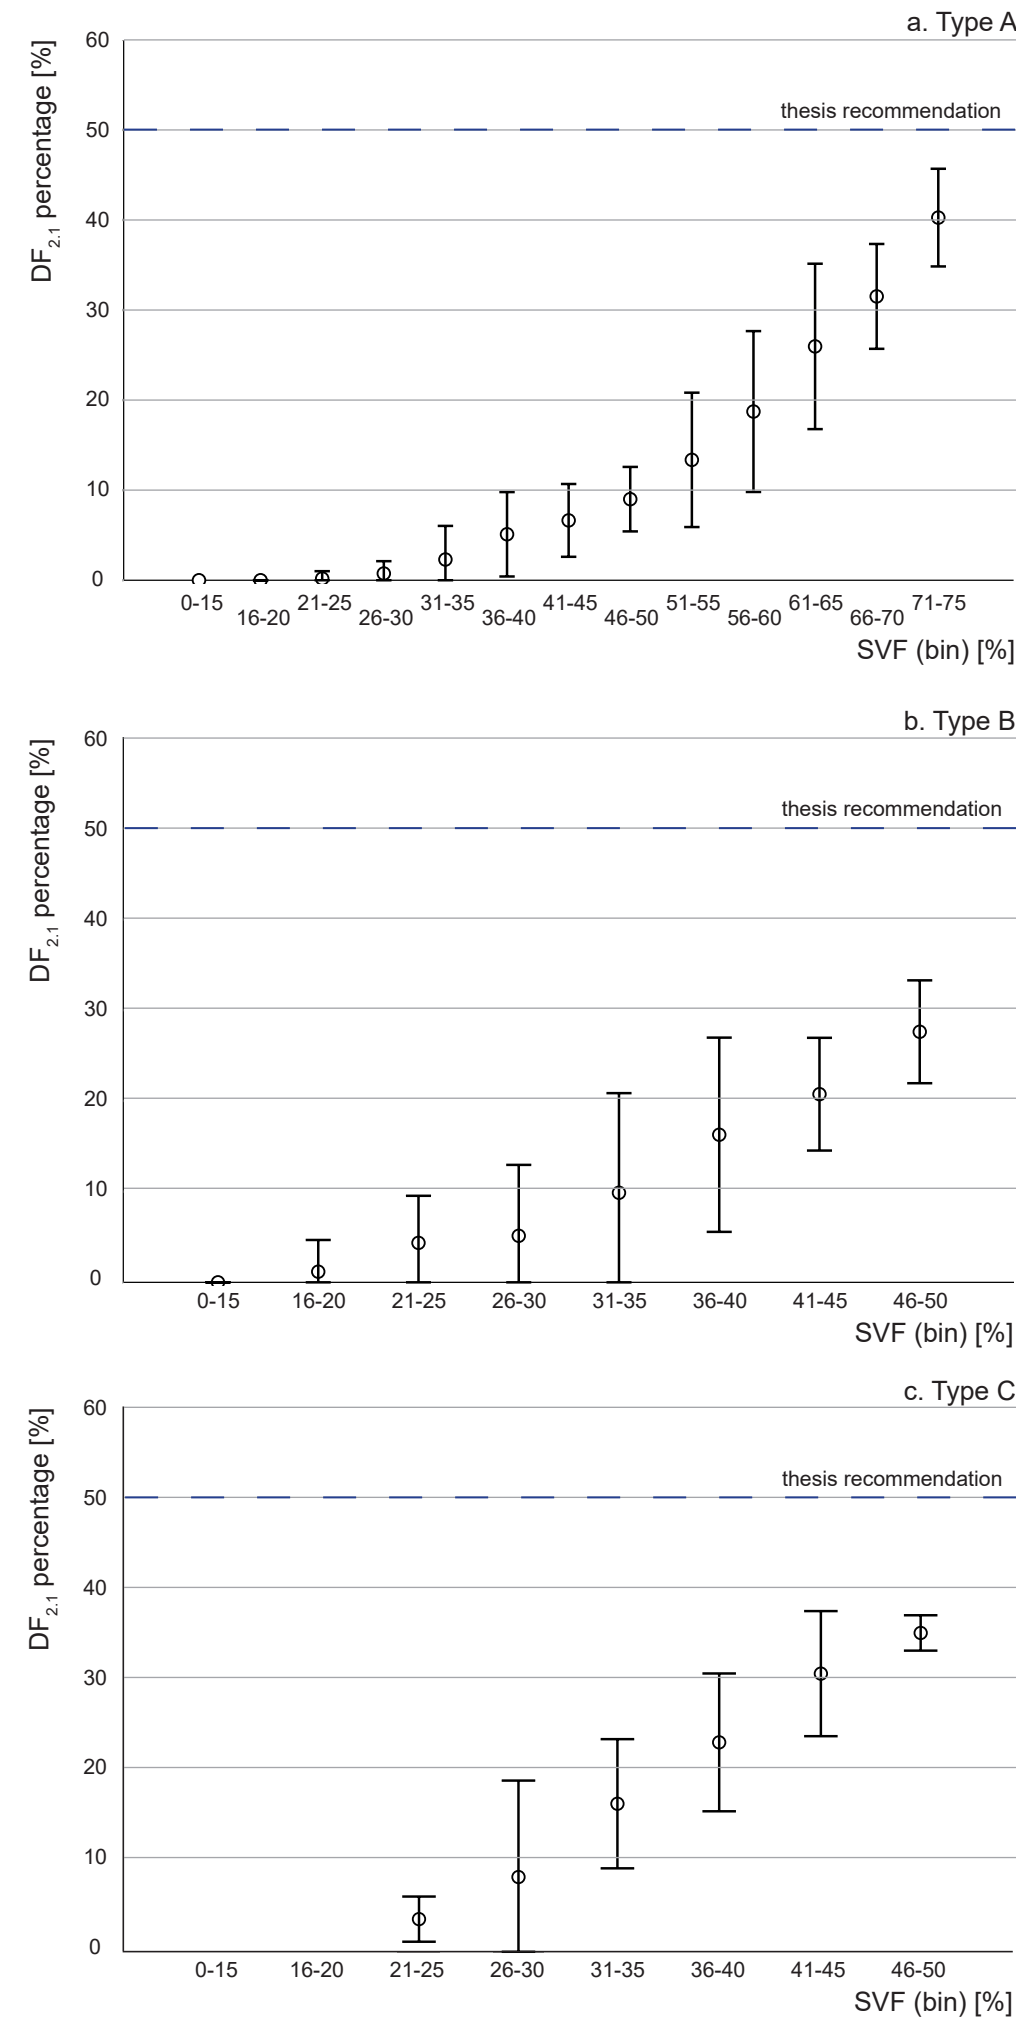 a. Type A
DF2.1 percentage [%]
60
thesis recommendation
50
40
30
20
10
0
0-15 21-25 31-35 41-45 51-55 61-65 71-75
16-20 26-30 36-40 46-50 56-60 66-70
SVF (bin) [%]
b. Type B
DF2.1 percentage [%]
60
thesis recommendation
50
40
30
20
10
0
0-15 16-20 21-25 26-30 31-35 36-40 41-45 46-50
SVF (bin) [%]
c. Type C
DF2.1 percentage [%]
60
thesis recommendation
50
40
30
20
10
0
0-15 16-20 21-25 26-30 31-35 36-40 41-45 46-50
SVF (bin) [%]